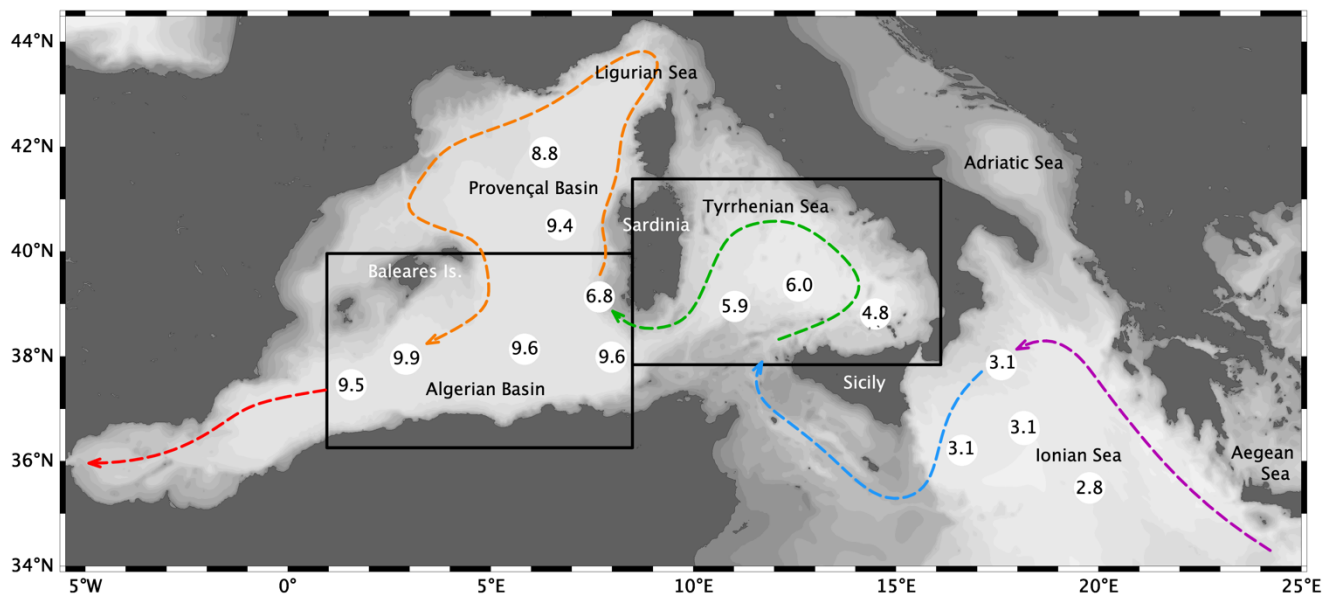 44°N
Ligurian Sea
42°N
8.8
Adriatic Sea
Provençal Basin
Tyrrhenian Sea
9.4
Sardinia
40°N
Baleares Is.
6.8
6.0
5.9
4.8
38°N
9.9
9.6
9.6
3.1
9.5
Algerian Basin
Sicily
3.1
3.1
Ionian Sea
Aegean
Sea
36°N
2.8
34°N
5°W
0°
5°E
10°E
15°E
20°E
25°E